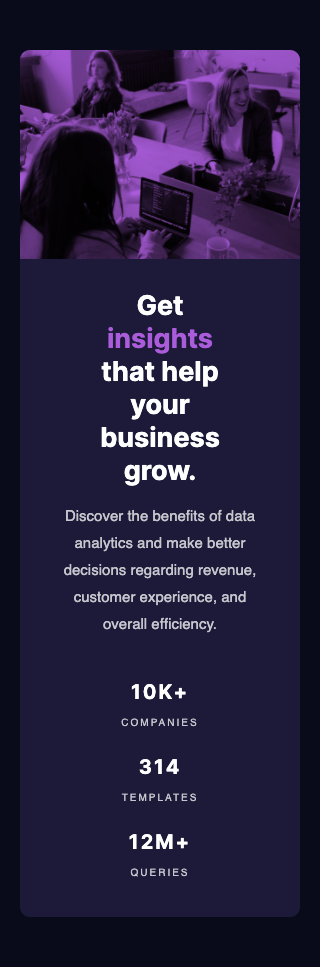 Get
insights
that help
your
business
grow.
Discover the benefits of data
analytics and make better
decisions regarding revenue,
customer experience, and
overall efficiency.
10K+
COMPANIES
314
TEMPLATES
12M+
QUERIES